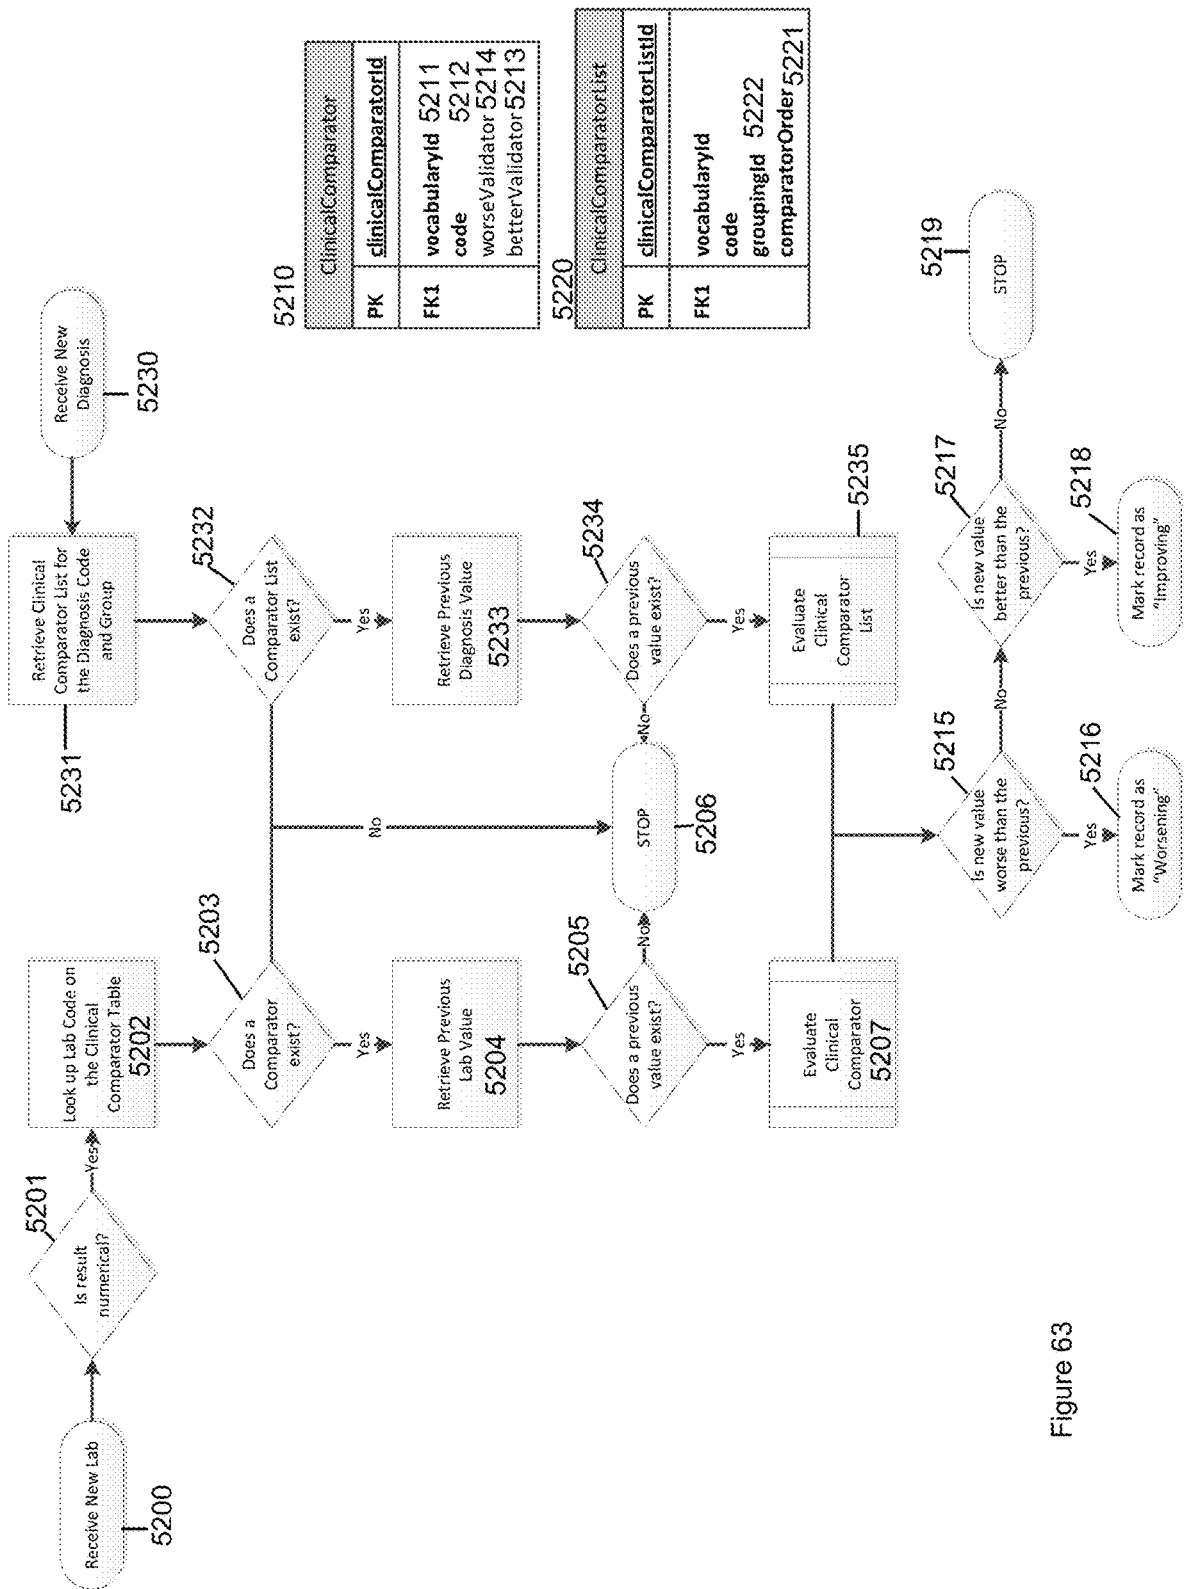 Receive New Lab
5200
Is result
numerical?
5201
Yes
Look up Lab Code on
the Clinical
Comparator Table
5202
Does a
Comparator
exist?
5203
Yes
No
Retrieve Previous
Lab Value
5204
Does a previous
value exist?
5205
No
Yes
STOP
5206
Evaluate
Clinical
Comparator
5207
Receive New
Diagnosis
5230
Retrieve Clinical
Comparator List for
the Diagnosis Code
and Group
5231
Does a
Comparator List
exist?
5232
Yes
Retrieve Previous
Diagnosis Value
5233
Does a previous
value exist?
5234
No
Yes
Evaluate
Clinical
Comparator
List
5235
Is new value
worse than the
previous?
5215
No
Yes
Mark record as
"Worsening"
5216
Is new value
better than the
previous?
5217
No
Yes
Mark record as
"Improving"
5218
STOP
5219
5210
ClinicalComparator
PK clinicalComparatorId
FK1 vocabularyId 5211
code 5212
worseValidator 5214
betterValidator 5213
5220
ClinicalComparatorList
PK clinicalComparatorListId
FK1 vocabularyId
code
groupingId 5222
comparatorOrder 5221
Figure 63